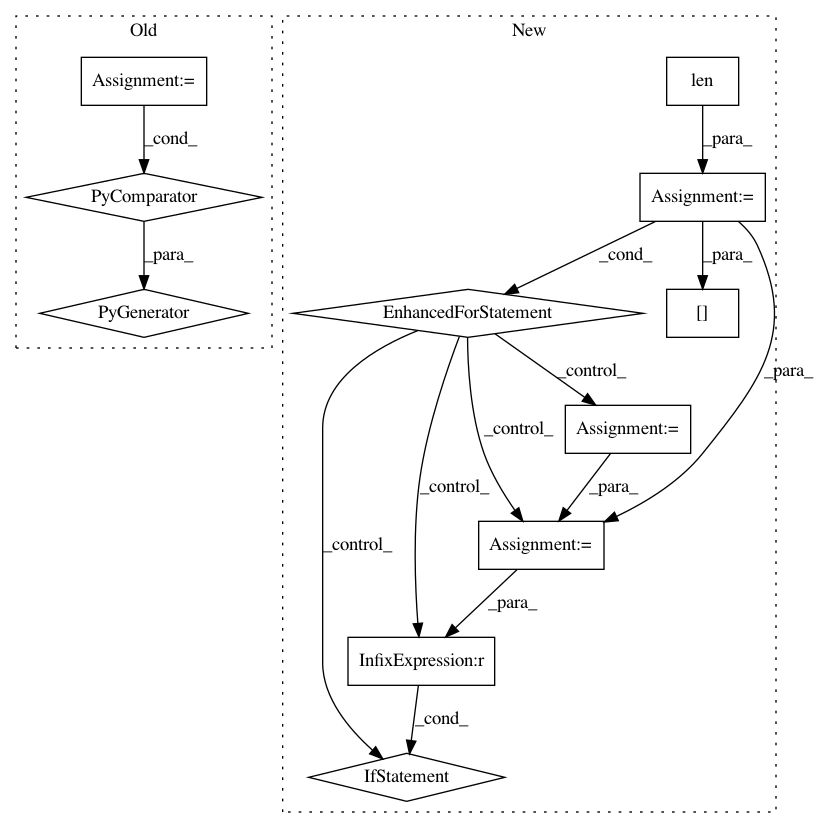 Old
New
Assignment:=
len
_cond_
_para_
PyComparator
Assignment:=
_para_
_cond_
_para_
PyGenerator
EnhancedForStatement
[]
_control_
_para_
Assignment:=
_control_
_control_
_para_
_control_
Assignment:=
_para_
InfixExpression:r
_cond_
IfStatement